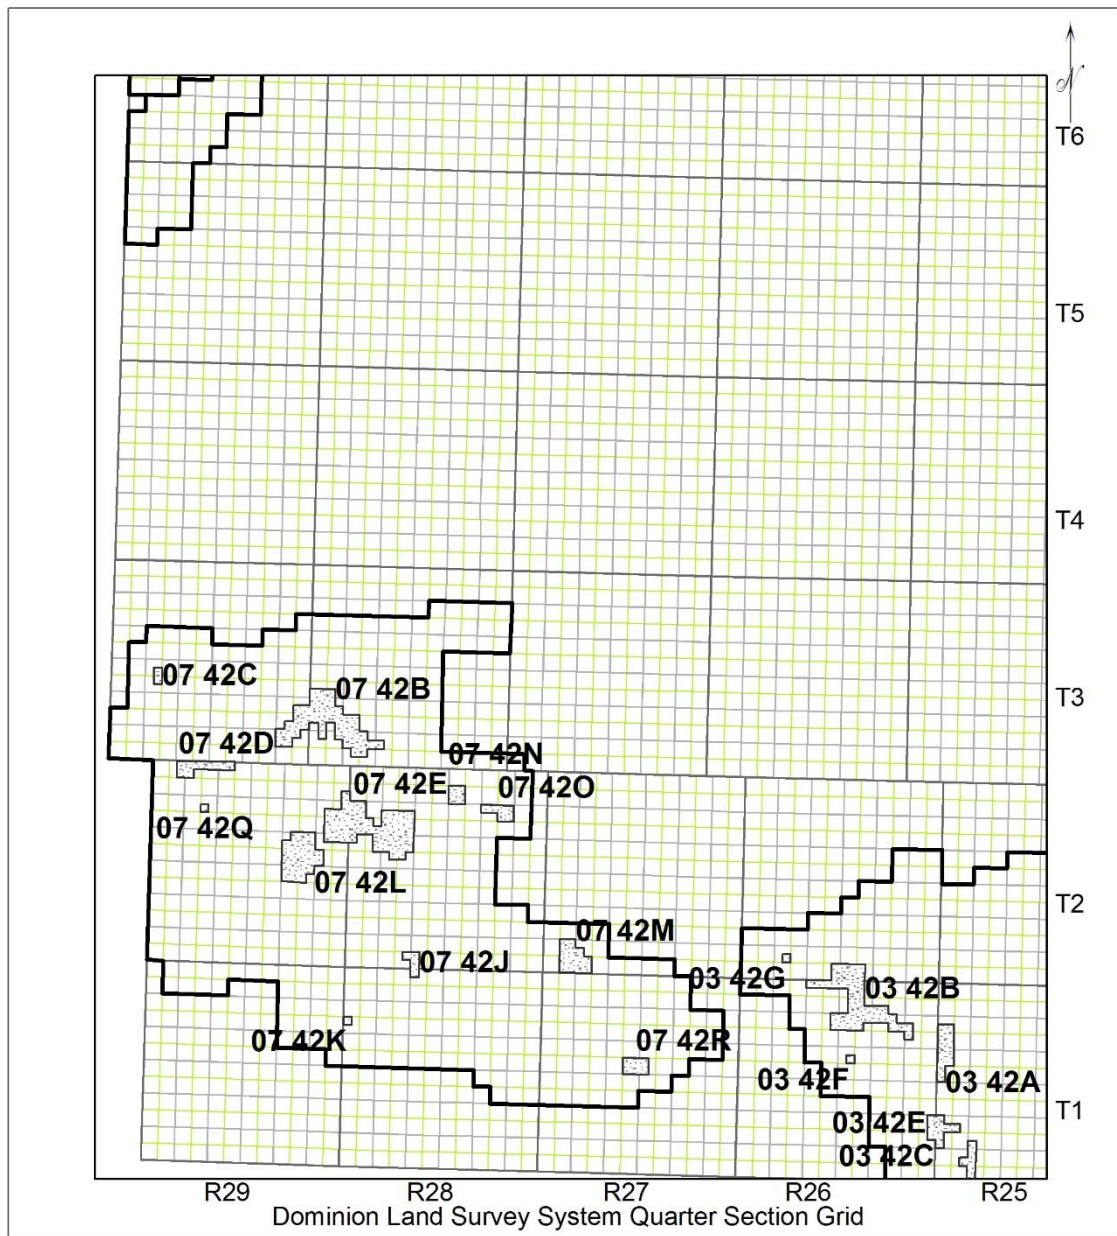 N
T6
T5
T4
07 42C
07 42B
T3
07 42D
07 42N
07 42E
07 42O
07 42Q
07 42L
T2
07 42M
07 42J
03 42G
03 42B
07 42K
07 42R
03 42F
03 42A
T1
03 42E
03 42C
R29 R28 R27 R26 R25
Dominion Land Survey System Quarter Section Grid